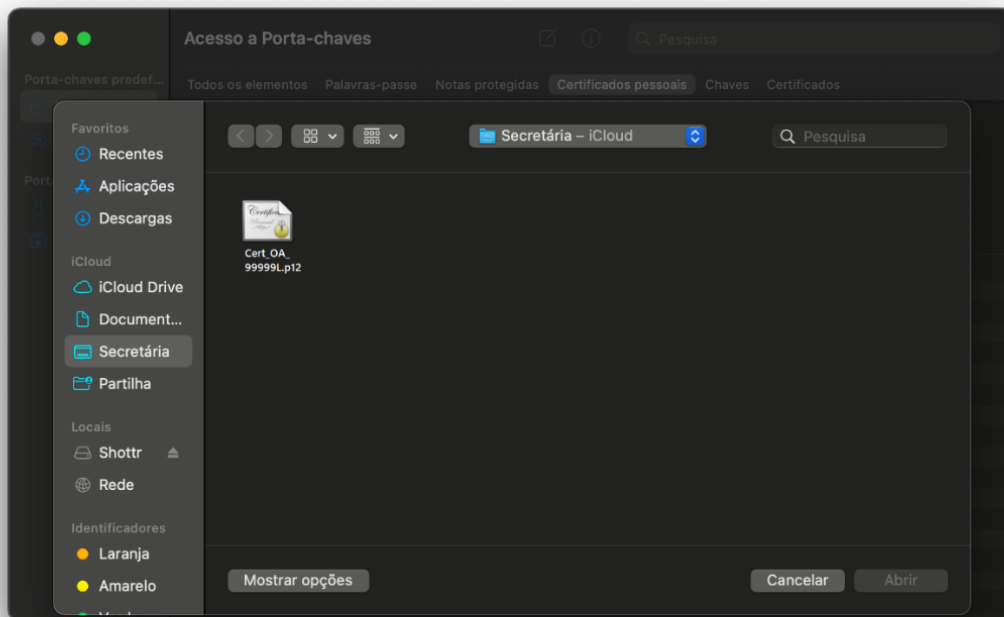 Acesso a Porta-chaves
Pesquisa
Porta-chaves predef...
Todos os elementos Palavras-passe Notas protegidas Certificados pessoais Chaves Certificados
Favoritos
Recentes
Aplicações
Descargas
Port
iCloud
iCloud Drive
Document...
Secretária
Partilha
Locais
Shottr
Rede
Identificadores
Laranja
Amarelo
Secretária – iCloud
Pesquisa
Cert_OA_
99999L.p12
Mostrar opções
Cancelar
Abrir